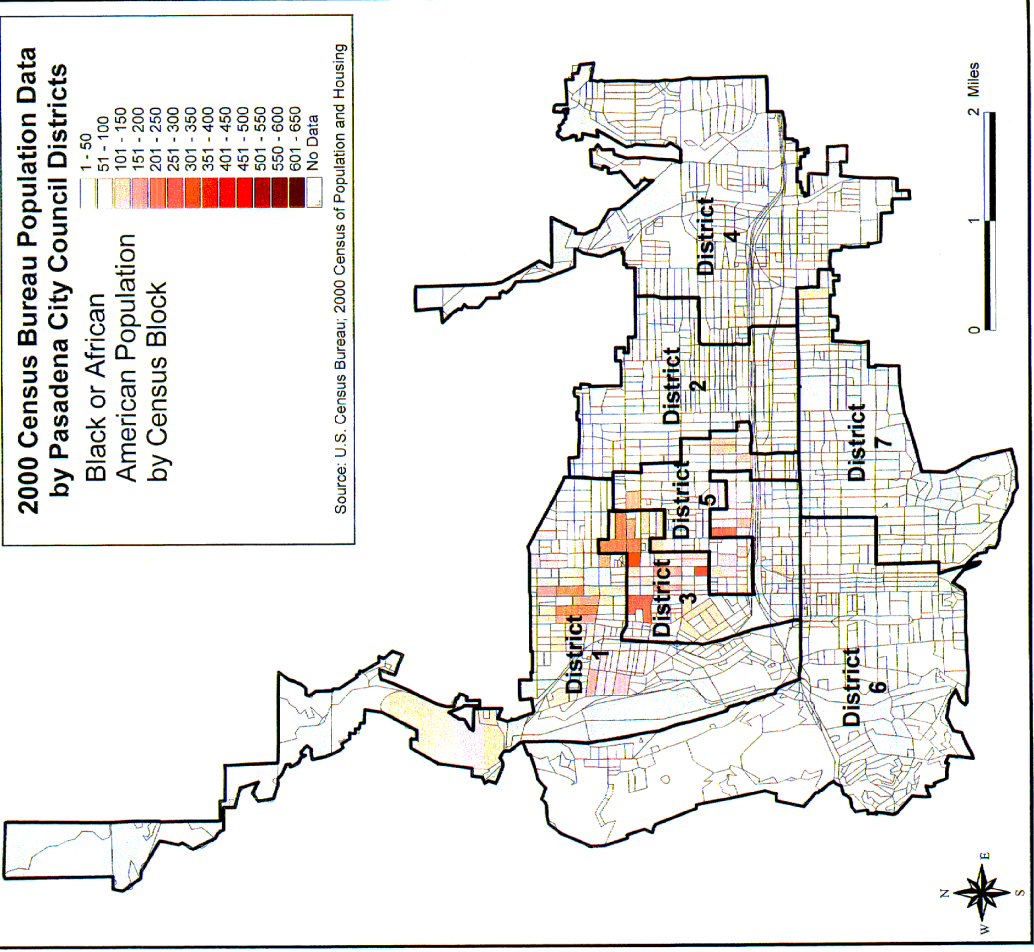 2000 Census Bureau Population Data
by Pasadena City Council Districts
Black or African
American Population
by Census Block
1 - 50
51 - 100
101 - 150
151 - 200
201 - 250
251 - 300
301 - 350
351 - 400
401 - 450
451 - 500
501 - 550
551 - 600
601 - 650
No Data
Source: U.S. Census Bureau; 2000 Census of Population and Housing
District
1
District
3
District
5
District
2
District
4
District
6
District
7
0
1
2 Miles
N
W
E
S